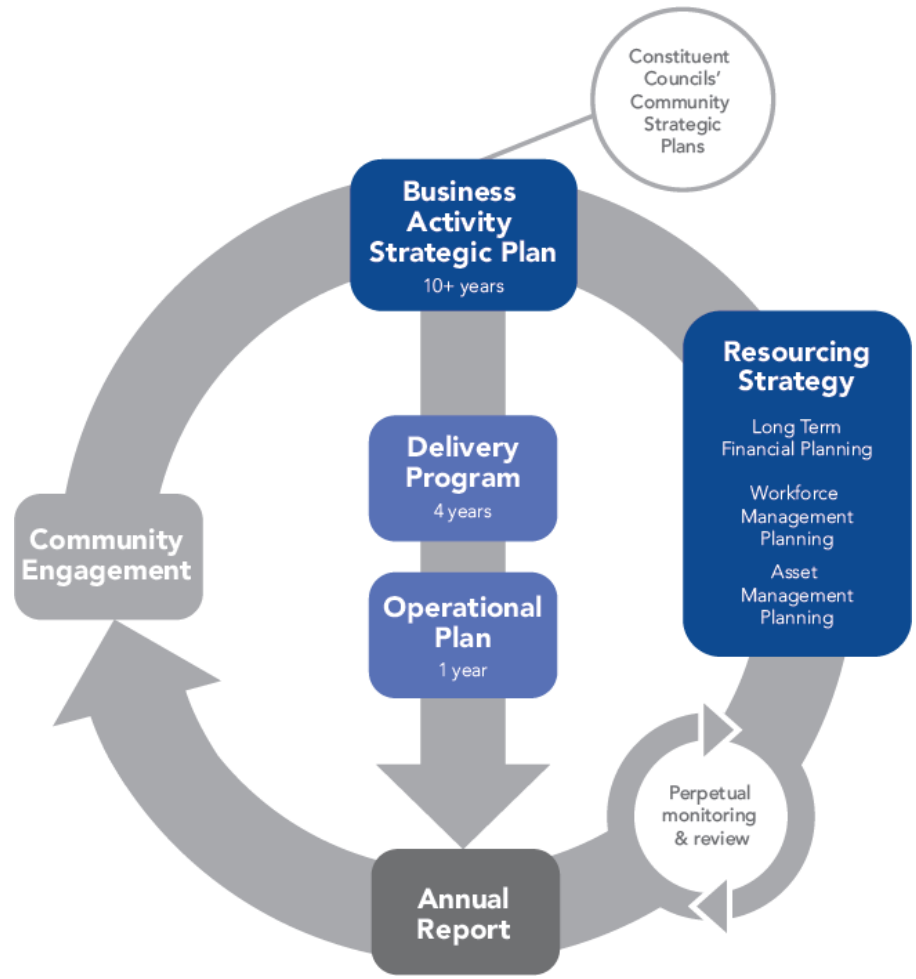 Constituent
Councils’
Community
Strategic
Plans
Business
Activity
Strategic Plan
10+ years
Resourcing
Strategy
Long Term
Financial Planning
Workforce
Management
Planning
Asset
Management
Planning
Delivery
Program
4 years
Community
Engagement
Operational
Plan
1 year
Perpetual
monitoring
& review
Annual
Report